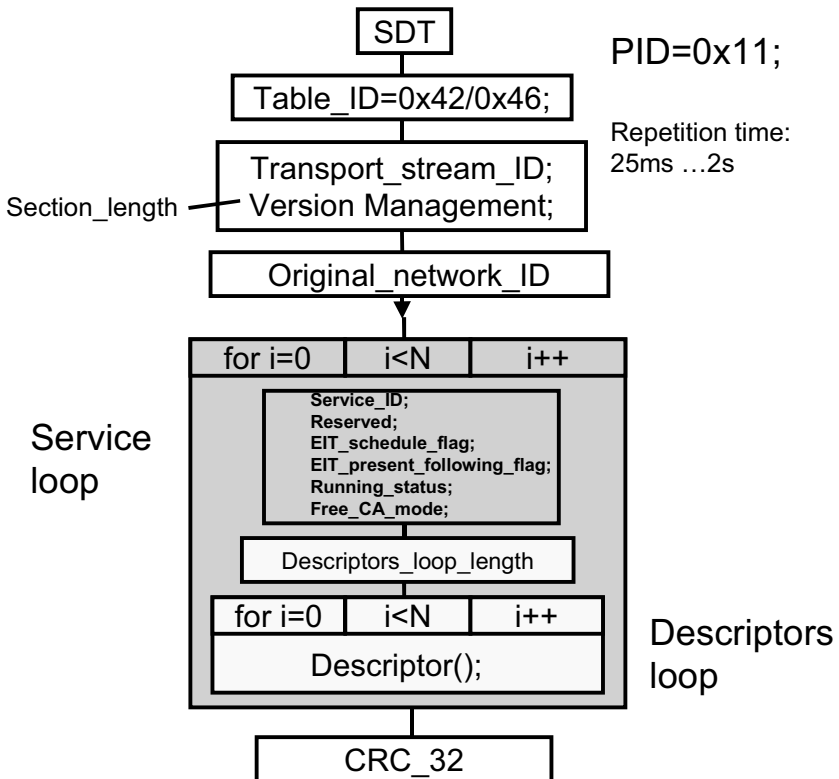 SDT
PID=0x11;
Table_ID=0x42/0x46;
Repetition time:
25ms …2s
Transport_stream_ID;
Section_length
Version Management;
Original_network_ID
for i=0 i<N i++
Service
loop
Service_ID;
Reserved;
EIT_schedule_flag;
EIT_present_following_flag;
Running_status;
Free_CA_mode;
Descriptors_loop_length
for i=0 i<N i++
Descriptor();
Descriptors
loop
CRC_32